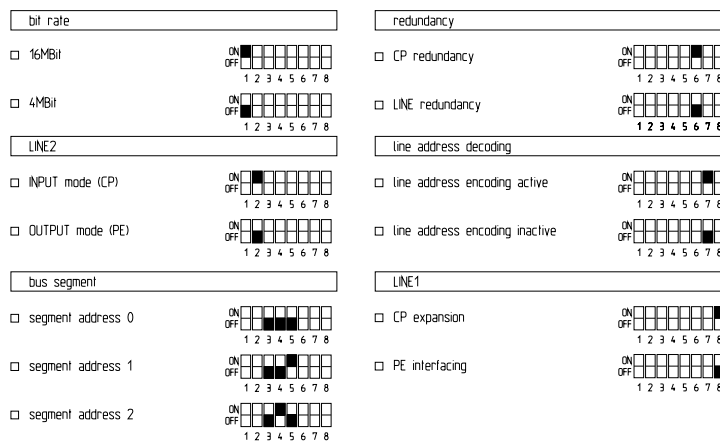 bit rate
16MBit
ON
OFF
1 2 3 4 5 6 7 8
4MBit
ON
OFF
1 2 3 4 5 6 7 8
LINE2
INPUT mode (CP)
ON
OFF
1 2 3 4 5 6 7 8
OUTPUT mode (PE)
ON
OFF
1 2 3 4 5 6 7 8
bus segment
segment address 0
ON
OFF
1 2 3 4 5 6 7 8
segment address 1
ON
OFF
1 2 3 4 5 6 7 8
segment address 2
ON
OFF
1 2 3 4 5 6 7 8
redundancy
CP redundancy
ON
OFF
1 2 3 4 5 6 7 8
LINE redundancy
ON
OFF
1 2 3 4 5 6 7 8
line address decoding
line address encoding active
ON
OFF
1 2 3 4 5 6 7 8
line address encoding inactive
ON
OFF
1 2 3 4 5 6 7 8
LINE1
CP expansion
ON
OFF
1 2 3 4 5 6 7 8
PE interfacing
ON
OFF
1 2 3 4 5 6 7 8